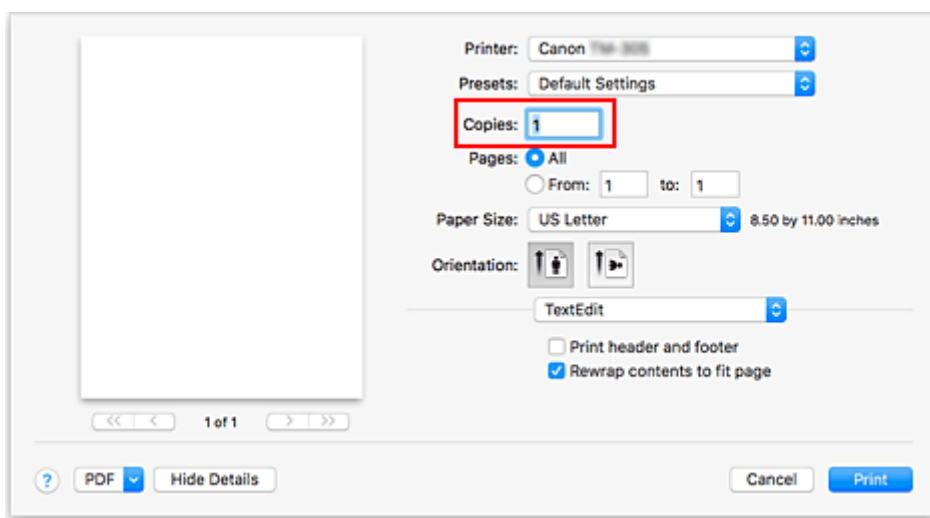 Printer: Canon
Presets: Default Settings
Copies: 1
Pages: All
From: 1 to: 1
Paper Size: US Letter 8.50 by 11.00 inches
Orientation:
TextEdit
Print header and footer
Rewrap contents to fit page
<< < 1 of 1 > >>
? PDF Hide Details Cancel Print